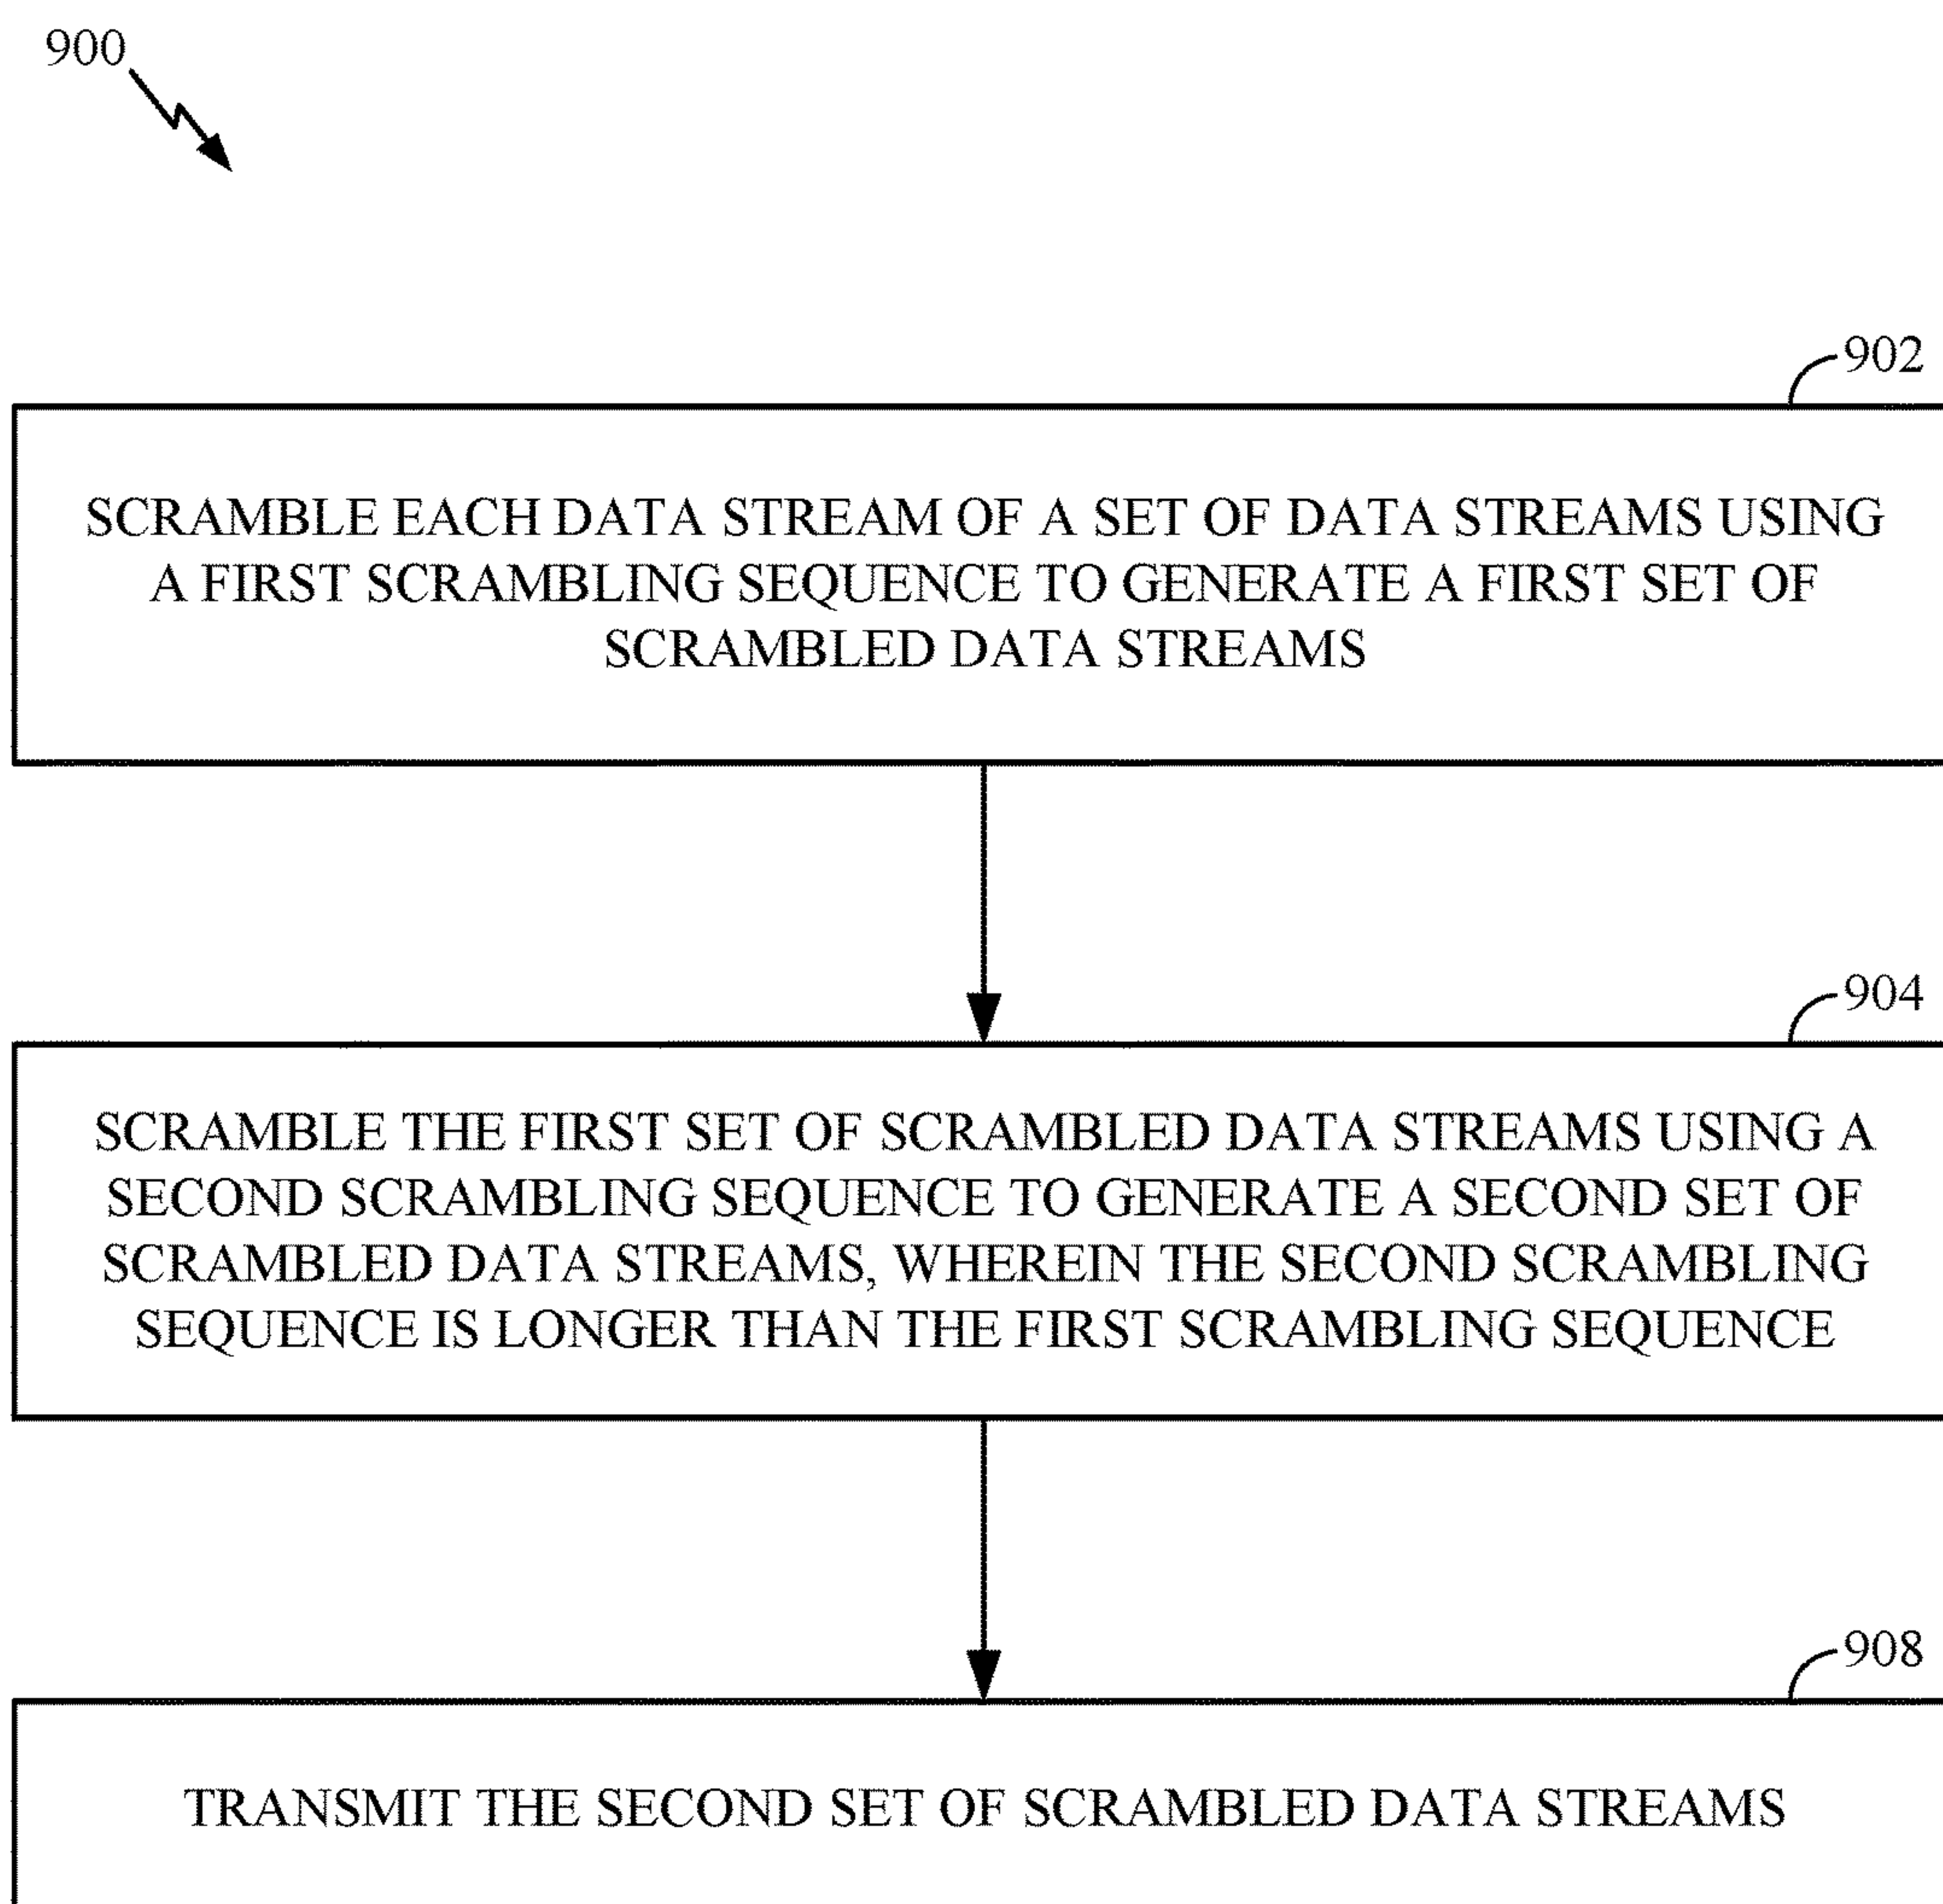 900
902
SCRAMBLE EACH DATA STREAM OF A SET OF DATA STREAMS USING
A FIRST SCRAMBLING SEQUENCE TO GENERATE A FIRST SET OF
SCRAMBLED DATA STREAMS
904
SCRAMBLE THE FIRST SET OF SCRAMBLED DATA STREAMS USING A
SECOND SCRAMBLING SEQUENCE TO GENERATE A SECOND SET OF
SCRAMBLED DATA STREAMS, WHEREIN THE SECOND SCRAMBLING
SEQUENCE IS LONGER THAN THE FIRST SCRAMBLING SEQUENCE
908
TRANSMIT THE SECOND SET OF SCRAMBLED DATA STREAMS